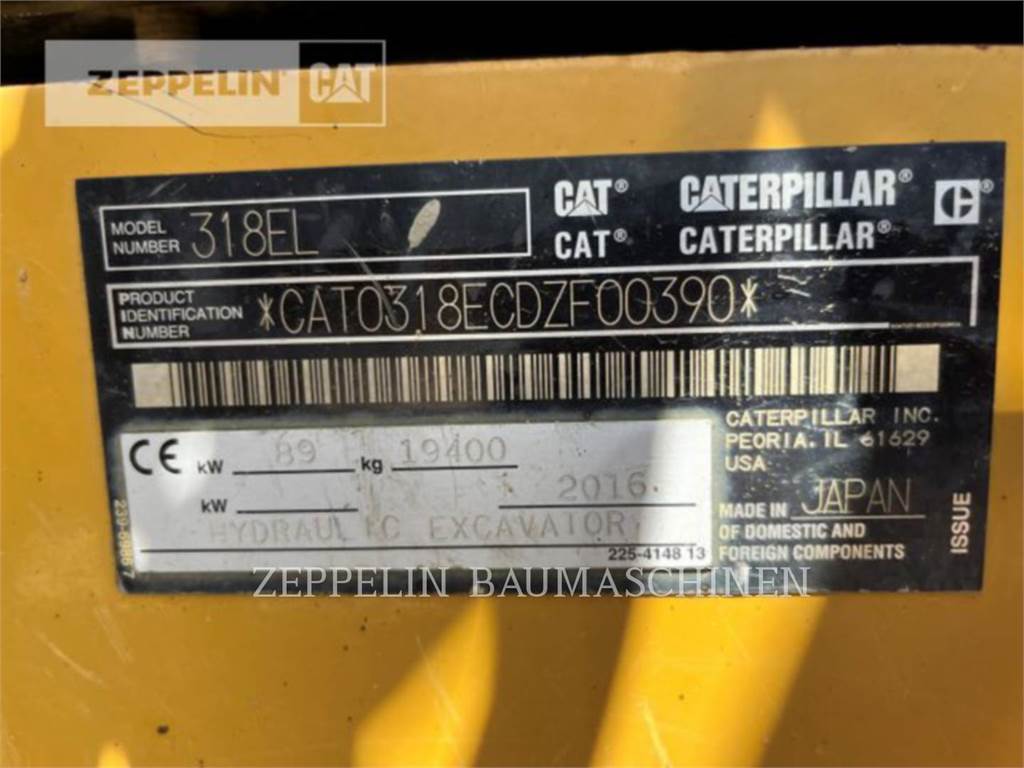 ZEPPELIN CAT
MODEL NUMBER 318EL
CAT® CATERPILLAR®
CAT® CATERPILLAR®
PRODUCT IDENTIFICATION NUMBER *CAT0318ECDZF00390*
CATERPILLAR INC.
PEORIA.IL 61629
USA
MADE IN JAPAN
OF DOMESTIC AND
FOREIGN COMPONENTS
ISSUE
CE kW 89 kg 19400
kW 2016
HYDRAULIC EXCAVATOR
225-4148 13
ZEPPELIN BAUMASCHINEN